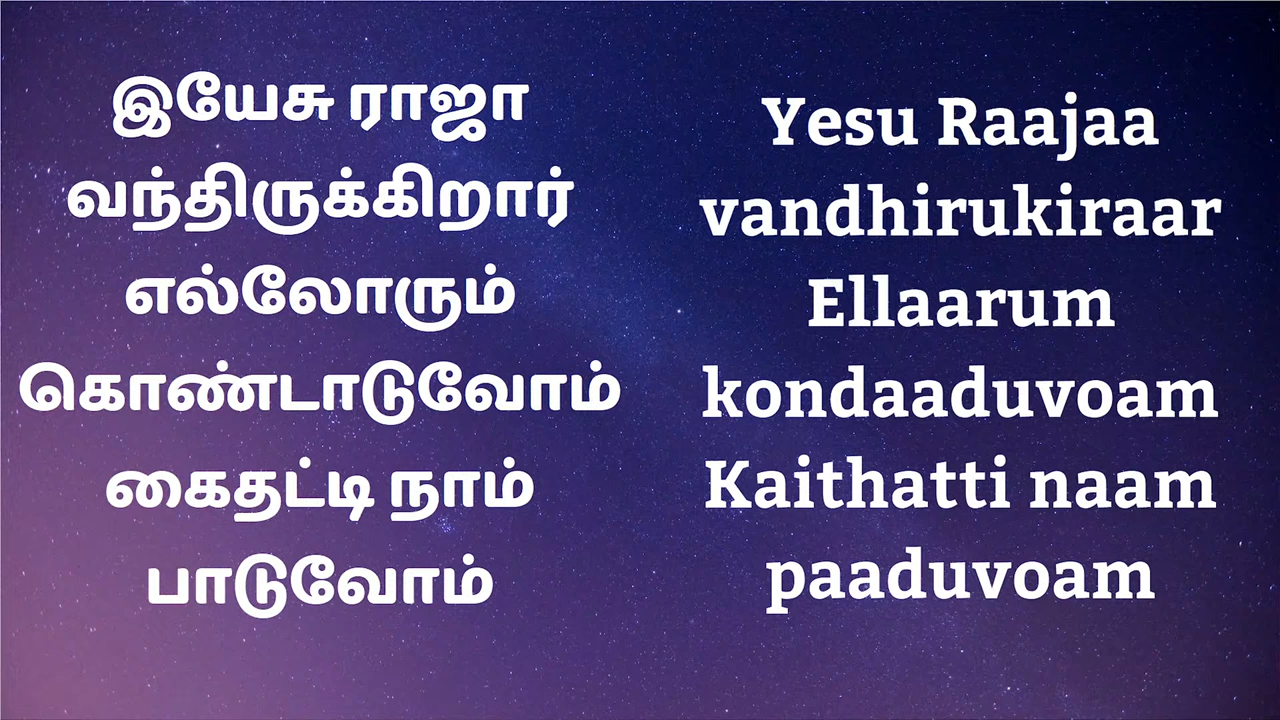 இயேசு ராஜா
வந்திருக்கிறார்
எல்லோரும்
கொண்டாடுவோம்
கைதட்டி நாம்
பாடுவோம்
Yesu Raajaa
vandhirukiraar
Ellaarum
kondaaduvoam
Kaithatti naam
paaduvoam